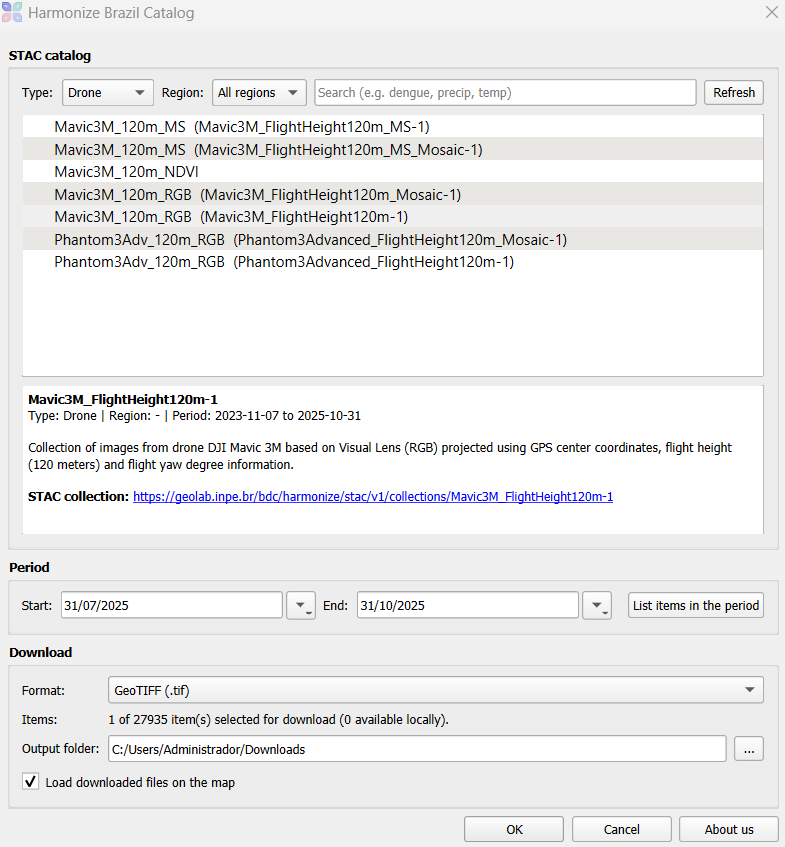 Harmonize Brazil Catalog
STAC catalog
Type: Drone Region: All regions Search (e.g. dengue, precip, temp) Refresh
Mavic3M_120m_MS (Mavic3M_FlightHeight120m_MS-1)
Mavic3M_120m_MS (Mavic3M_FlightHeight120m_MS_Mosaic-1)
Mavic3M_120m_NDVI
Mavic3M_120m_RGB (Mavic3M_FlightHeight120m_Mosaic-1)
Mavic3M_120m_RGB (Mavic3M_FlightHeight120m-1)
Phantom3Adv_120m_RGB (Phantom3Advanced_FlightHeight120m_Mosaic-1)
Phantom3Adv_120m_RGB (Phantom3Advanced_FlightHeight120m-1)
Mavic3M_FlightHeight120m-1
Type: Drone | Region: - | Period: 2023-11-07 to 2025-10-31
Collection of images from drone DJI Mavic 3M based on Visual Lens (RGB) projected using GPS center coordinates, flight height
(120 meters) and flight yaw degree information.
STAC collection: https://geolab.inpe.br/bdc/harmonize/stac/v1/collections/Mavic3M_FlightHeight120m-1
Period
Start: 31/07/2025 End: 31/10/2025 List items in the period
Download
Format: GeoTIFF (.tif)
Items: 1 of 27935 item(s) selected for download (0 available locally).
Output folder: C:/Users/Administrador/Downloads ...
Load downloaded files on the map
OK Cancel About us